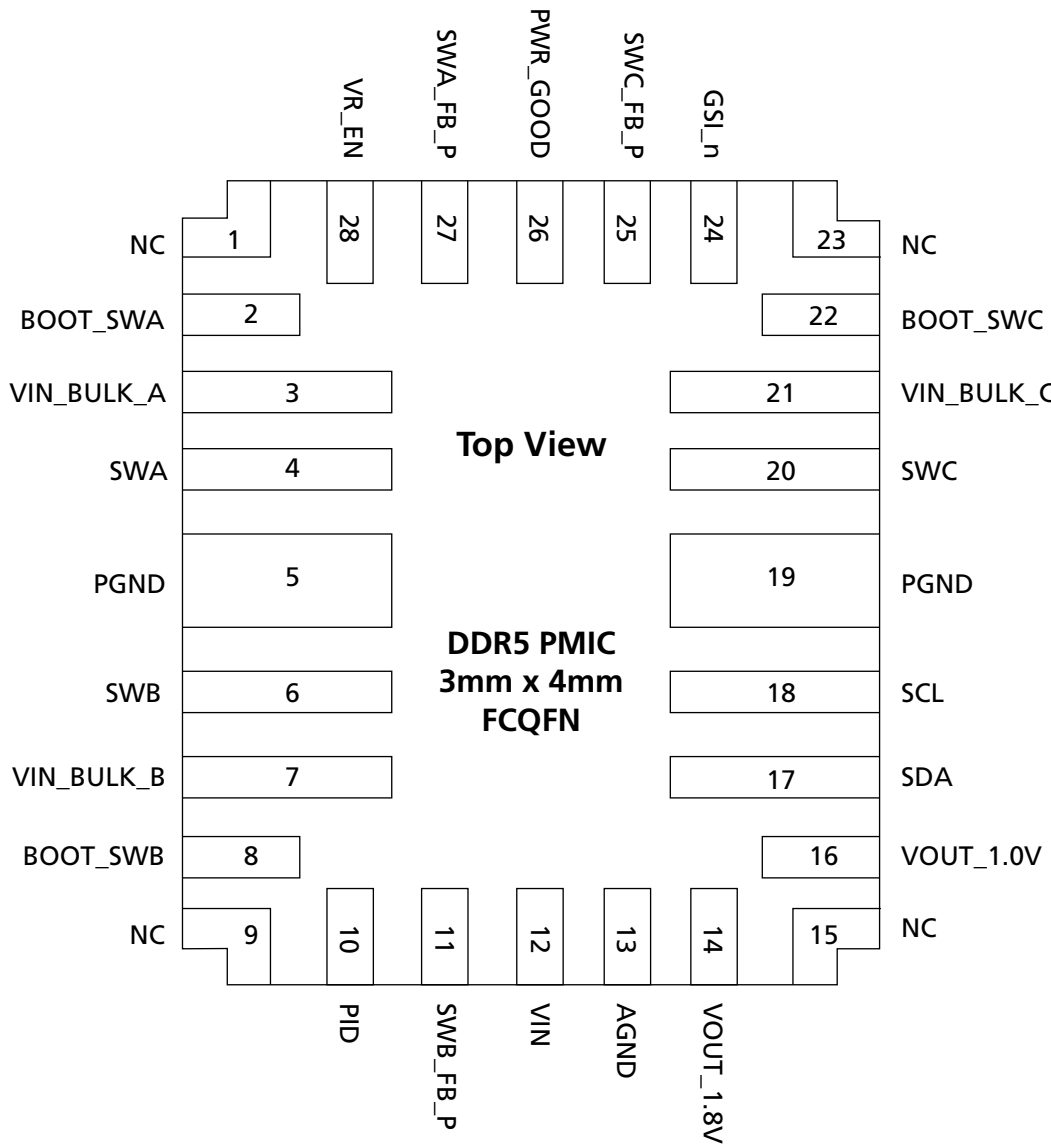 VR_EN
SWA_FB_P
PWR_GOOD
SWC_FB_P
GSI_n
28
27
26
25
24
NC 1
23 NC
BOOT_SWA 2
22 BOOT_SWC
VIN_BULK_A 3
21 VIN_BULK_C
Top View
SWA 4
20 SWC
PGND 5
19 PGND
DDR5 PMIC
3mm x 4mm
FCQFN
SWB 6
18 SCL
VIN_BULK_B 7
17 SDA
BOOT_SWB 8
16 VOUT_1.0V
NC 9
15 NC
10
11
12
13
14
PID
SWB_FB_P
VIN
AGND
VOUT_1.8V